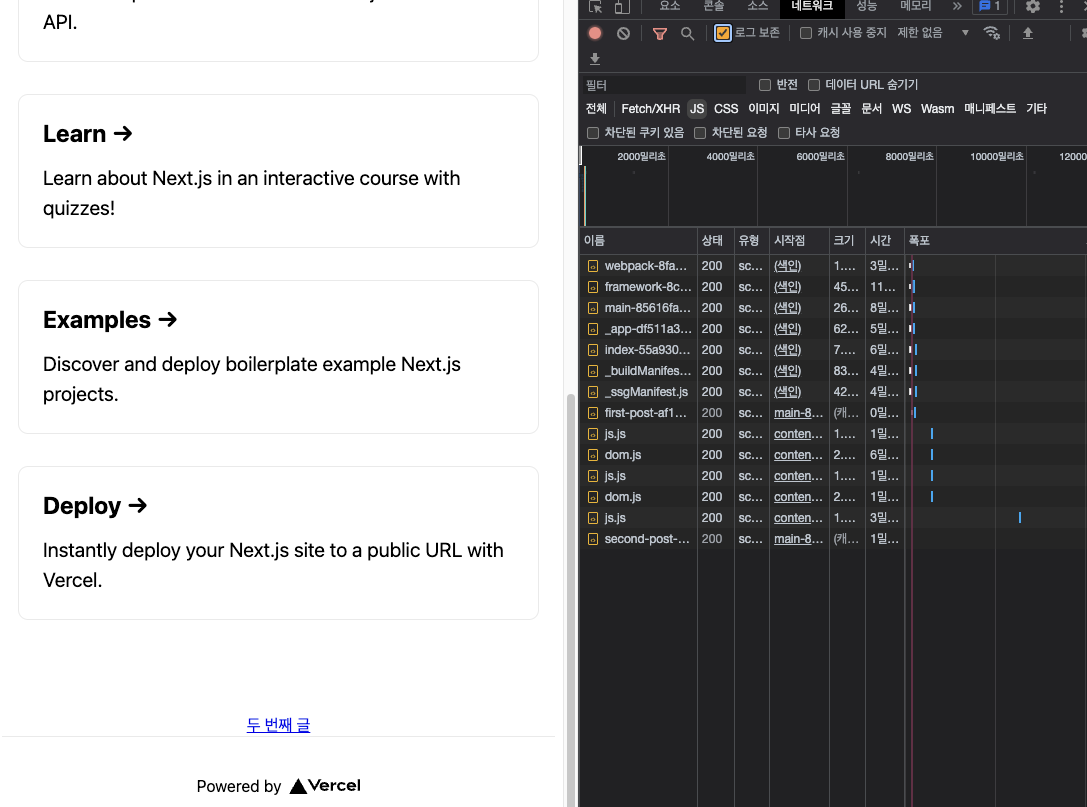 API.
Learn →
Learn about Next.js in an interactive course with
quizzes!
Examples →
Discover and deploy boilerplate example Next.js
projects.
Deploy →
Instantly deploy your Next.js site to a public URL with
Vercel.
두 번째 글
Powered by ▲Vercel
요소 콘솔 소스 네트워크 성능 메모리 » 1
로그 보존 캐시 사용 중지 제한 없음
필터 반전 데이터 URL 숨기기
전체 Fetch/XHR JS CSS 이미지 미디어 글꼴 문서 WS Wasm 매니페스트 기타
차단된 쿠키 있음 차단된 요청 타사 요청
2000밀리초 4000밀리초 6000밀리초 8000밀리초 10000밀리초 12000
이름 상태 유형 시작점 크기 시간 폭포
webpack-8fa... 200 sc... (색인) 1.... 3밀...
framework-8c... 200 sc... (색인) 45... 11...
main-85616fa... 200 sc... (색인) 26... 8밀...
_app-df511a3... 200 sc... (색인) 62... 5밀...
index-55a930... 200 sc... (색인) 7.... 6밀...
_buildManifes... 200 sc... (색인) 83... 4밀...
_ssgManifest.js 200 sc... (색인) 42... 4밀...
first-post-af1... 200 sc... main-8... (캐... 0밀...
js.js 200 sc... conten... 1.... 1밀...
dom.js 200 sc... conten... 2.... 6밀...
js.js 200 sc... conten... 1.... 1밀...
dom.js 200 sc... conten... 2.... 1밀...
js.js 200 sc... conten... 1.... 3밀...
second-post-... 200 sc... main-8... (캐... 1밀...